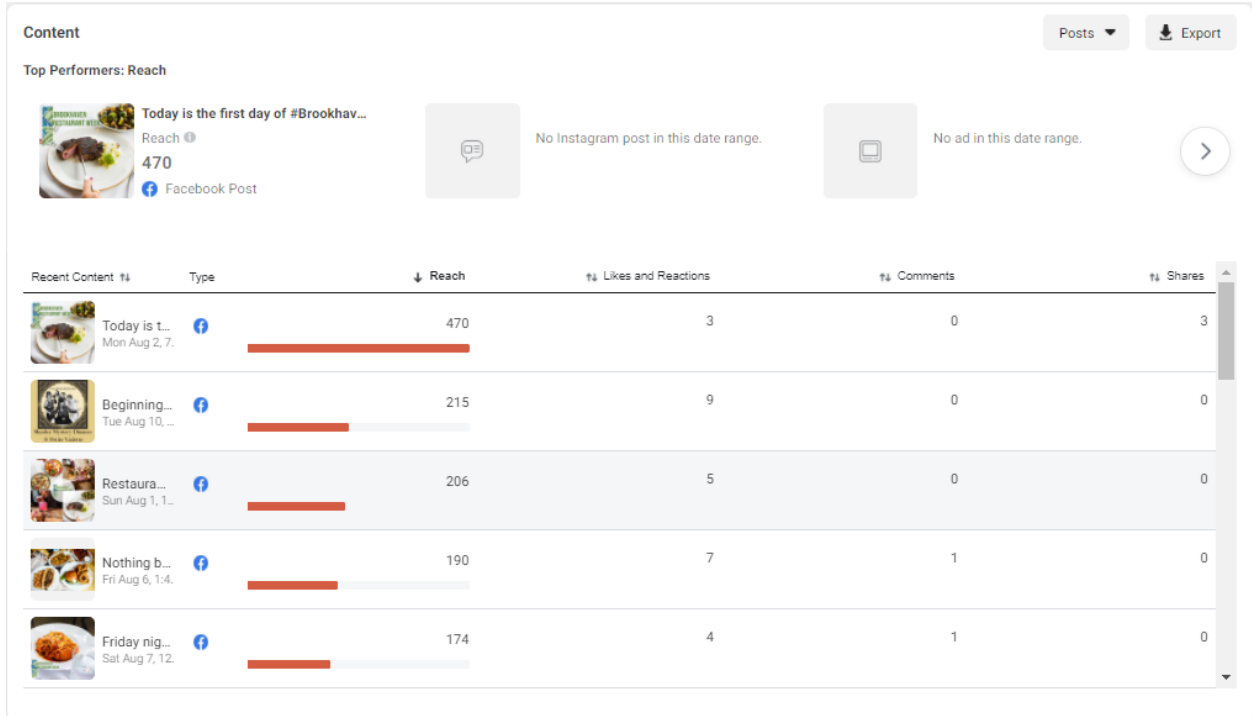 Content
Posts
Export
Top Performers: Reach
BROOKHAVEN
RESTAURANT WEEK
Today is the first day of #Brookhav...
Reach
470
Facebook Post
No Instagram post in this date range.
No ad in this date range.
Recent Content Type Reach Likes and Reactions Comments Shares
Today is t... 470 3 0 3
Mon Aug 2, 7.
Beginning... 215 9 0 0
Tue Aug 10, ...
Restaura... 206 5 0 0
Sun Aug 1, 1...
Nothing b... 190 7 1 0
Fri Aug 6, 1:4.
Friday nig... 174 4 1 0
Sat Aug 7, 12.